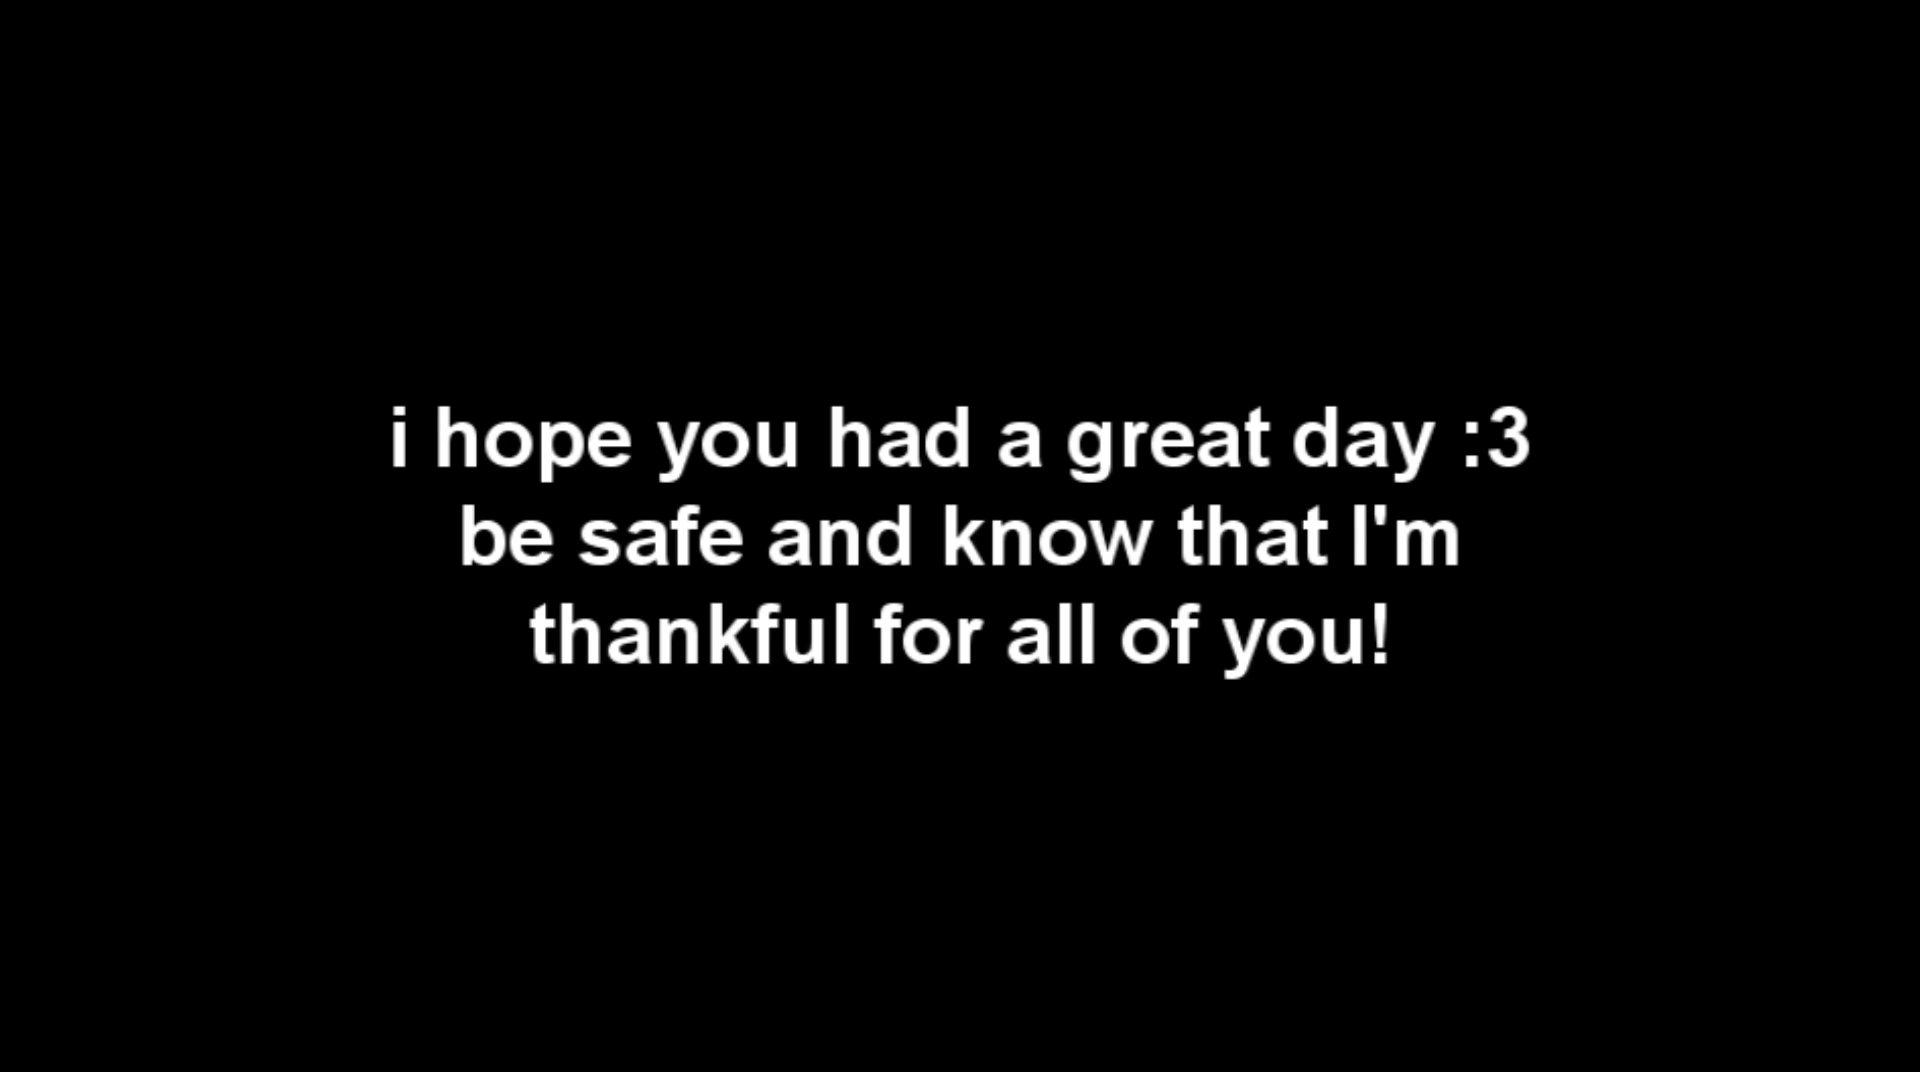 i hope you had a great day :3
be safe and know that I'm
thankful for all of you!